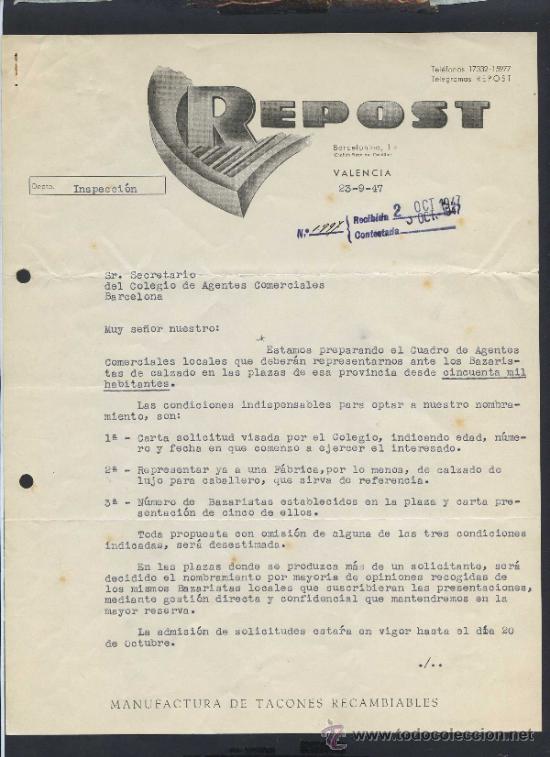 Teléfonos 17332-15977
Telegramas REPOST
REPOST
Barcelonina, 1
VALENCIA
23-9-47
Depto. Inspección
N.º 1998 { Recibida 2 OCT 1947
Contestada 3 OCT. 1947
Sr. Secretario
del Colegio de Agentes Comerciales
Barcelona
Muy señor nuestro:
Estamos preparando el Cuadro de Agentes
Comerciales locales que deberán representarnos ante los Bazaris-
tas de calzado en las plazas de esa provincia desde cincuenta mil
habitantes.
Las condiciones indispensables para optar a nuestro nombra-
miento, son:
1ª - Carta solicitud visada por el Colegio, indicando edad, núme-
ro y fecha en que comenzo a ejercer el interesado.
2ª - Representar ya a una Fábrica,por lo menos, de calzado de
lujo para caballero, que sirva de referencia.
3ª - Número de Bazaristas establecidos en la plaza y carta pre-
sentación de cinco de ellos.
Toda propuesta con omisión de alguna de los tres condiciones
indicadas, será desestimada.
En las plazas donde se produzca más de un solicitante, será
decidido el nombramiento por mayoria de opiniones recogidas de
los mismos Bazaristas locales que suscribieran las presentaciones,
mediante gestión directa y confidencial que mantendremos en la
mayor reserva.
La admisión de solicitudes estará en vigor hasta el día 20
de Octubre.
./..
MANUFACTURA DE TACONES RECAMBIABLES
www.todocoleccion.net